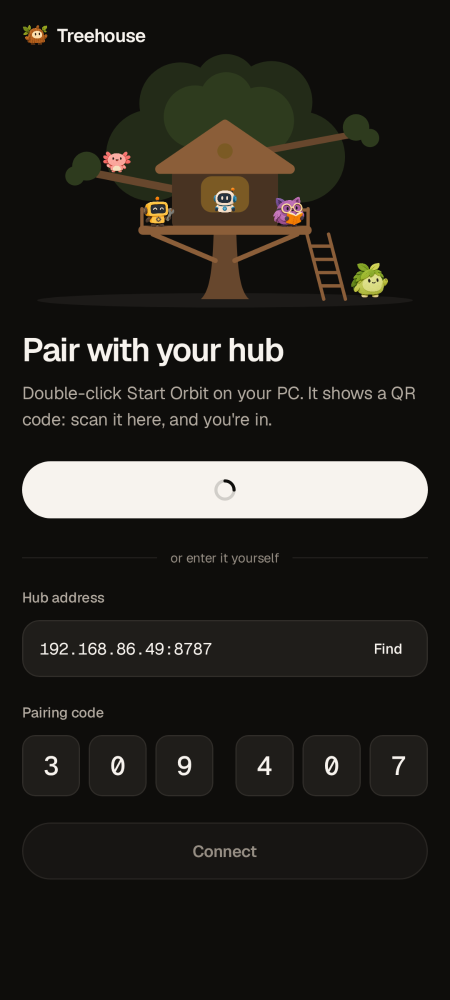 Treehouse
Pair with your hub
Double-click Start Orbit on your PC. It shows a QR
code: scan it here, and you're in.
or enter it yourself
Hub address
192.168.86.49:8787 Find
Pairing code
3 0 9 4 0 7
Connect